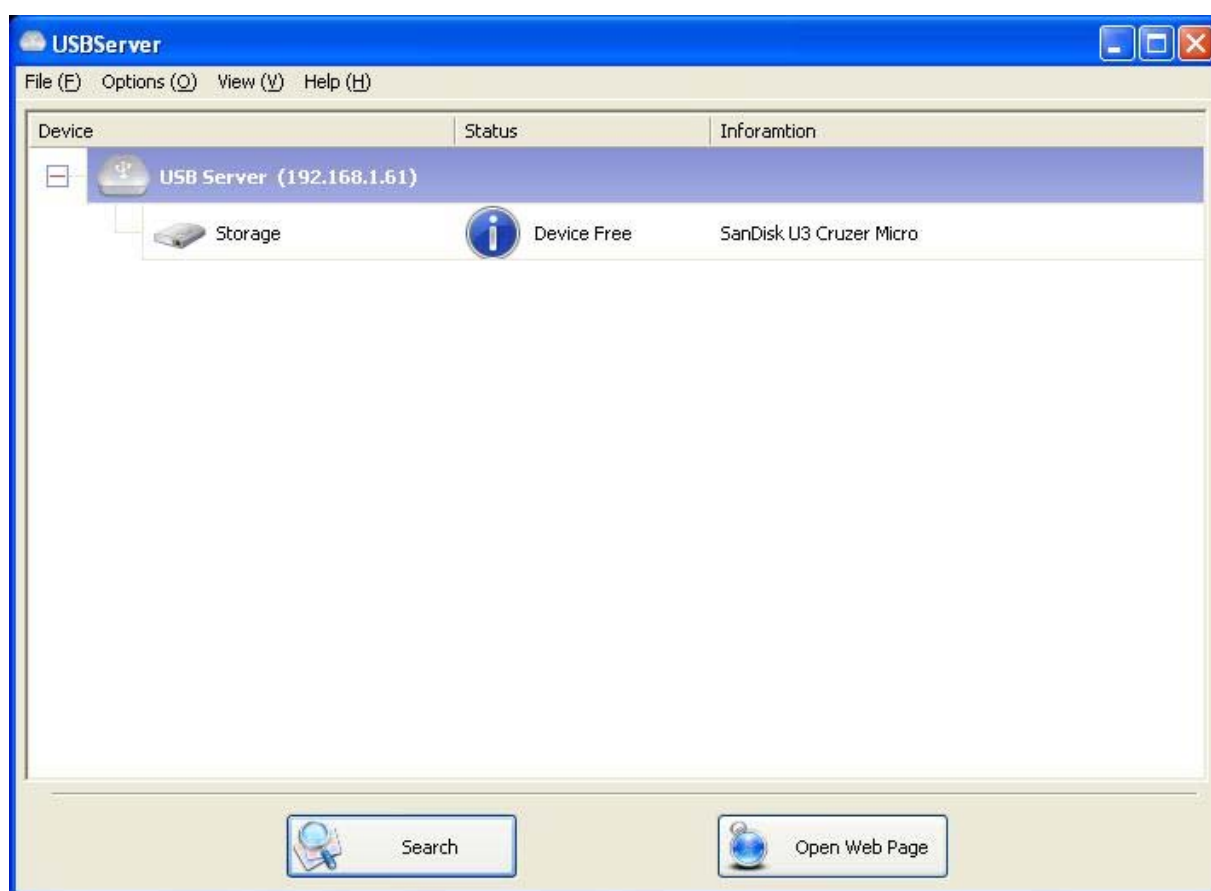 USBServer
File (F) Options (O) View (V) Help (H)
Device Status Inforamtion
USB Server (192.168.1.61)
Storage Device Free SanDisk U3 Cruzer Micro
Search Open Web Page